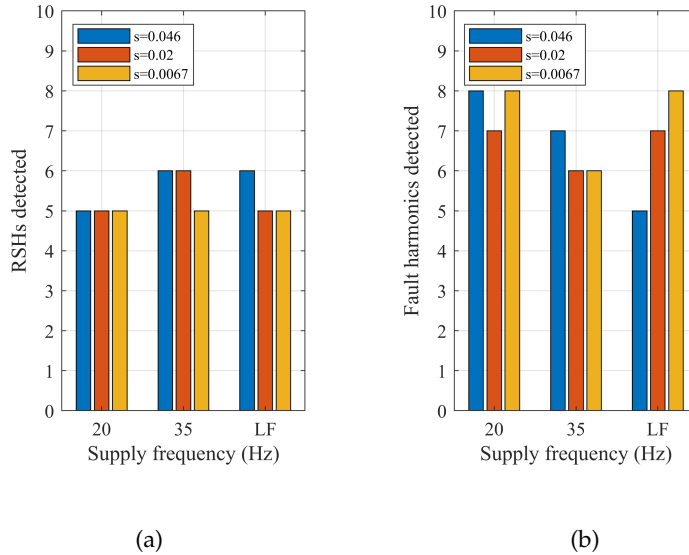 10
9
8
7
6
5
4
3
2
1
0
RSHs detected
s=0.046
s=0.02
s=0.0067
20 35 LF
Supply frequency (Hz)
(a)
10
9
8
7
6
5
4
3
2
1
0
Fault harmonics detected
s=0.046
s=0.02
s=0.0067
20 35 LF
Supply frequency (Hz)
(b)